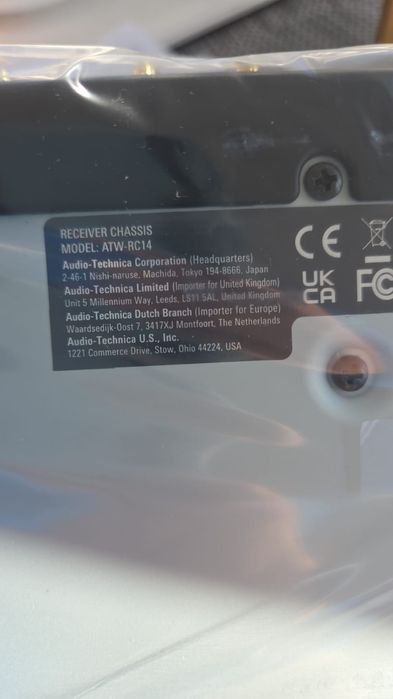 RECEIVER CHASSIS
MODEL: ATW-RC14
Audio-Technica Corporation (Headquarters)
2-46-1 Nishi-naruse, Machida, Tokyo 194-8666, Japan
Audio-Technica Limited (Importer for United Kingdom)
Unit 5 Millennium Way, Leeds, LS11 5AL, United Kingdom
Audio-Technica Dutch Branch (Importer for Europe)
Waardsedijk-Oost 7, 3417XJ Montfoort, The Netherlands
Audio-Technica U.S., Inc.
1221 Commerce Drive, Stow, Ohio 44224, USA
CE
UK
CA
FC